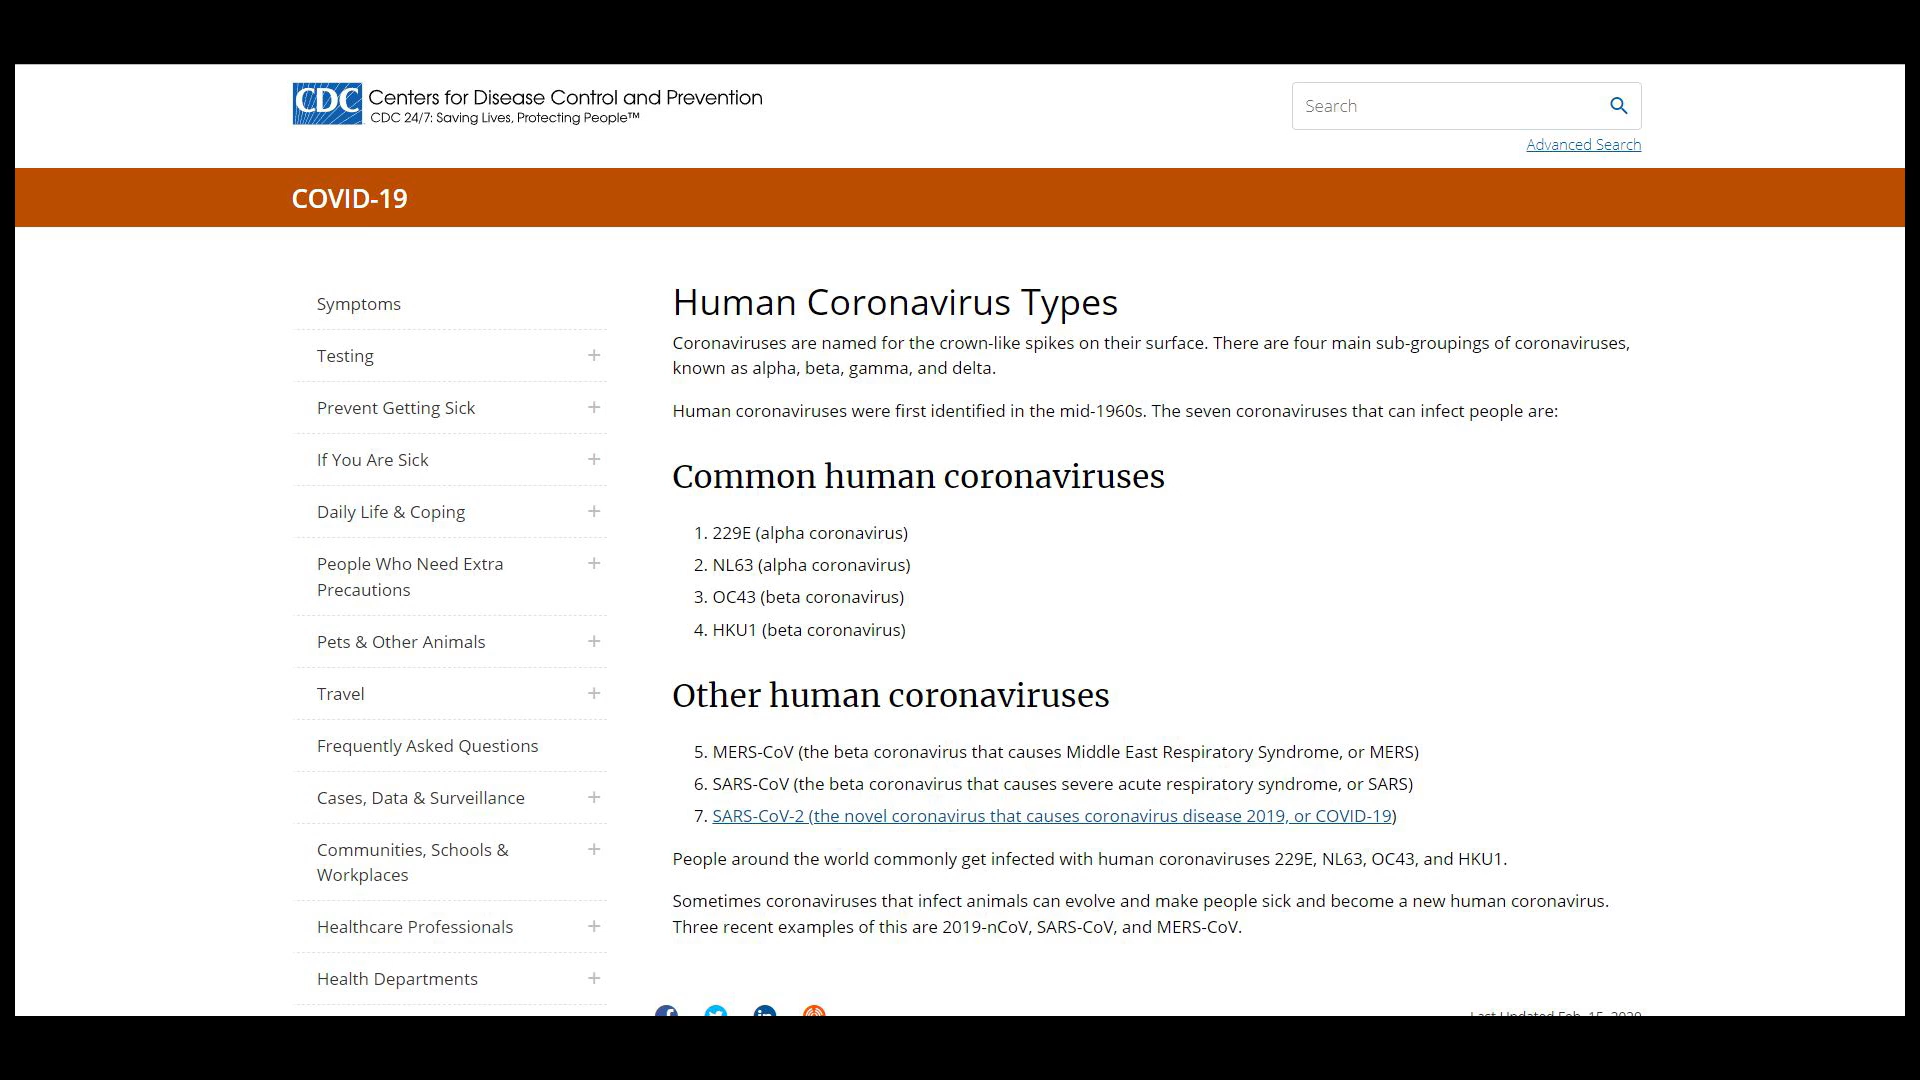 CDC Centers for Disease Control and Prevention
CDC 24/7: Saving Lives, Protecting People™
Search
Advanced Search
COVID-19
Symptoms
Testing
Prevent Getting Sick
If You Are Sick
Daily Life & Coping
People Who Need Extra
Precautions
Pets & Other Animals
Travel
Frequently Asked Questions
Cases, Data & Surveillance
Communities, Schools &
Workplaces
Healthcare Professionals
Health Departments
Human Coronavirus Types
Coronaviruses are named for the crown-like spikes on their surface. There are four main sub-groupings of coronaviruses,
known as alpha, beta, gamma, and delta.
Human coronaviruses were first identified in the mid-1960s. The seven coronaviruses that can infect people are:
Common human coronaviruses
1. 229E (alpha coronavirus)
2. NL63 (alpha coronavirus)
3. OC43 (beta coronavirus)
4. HKU1 (beta coronavirus)
Other human coronaviruses
5. MERS-CoV (the beta coronavirus that causes Middle East Respiratory Syndrome, or MERS)
6. SARS-CoV (the beta coronavirus that causes severe acute respiratory syndrome, or SARS)
7. SARS-CoV-2 (the novel coronavirus that causes coronavirus disease 2019, or COVID-19)
People around the world commonly get infected with human coronaviruses 229E, NL63, OC43, and HKU1.
Sometimes coronaviruses that infect animals can evolve and make people sick and become a new human coronavirus.
Three recent examples of this are 2019-nCoV, SARS-CoV, and MERS-CoV.
Last Updated Feb. 15, 2020